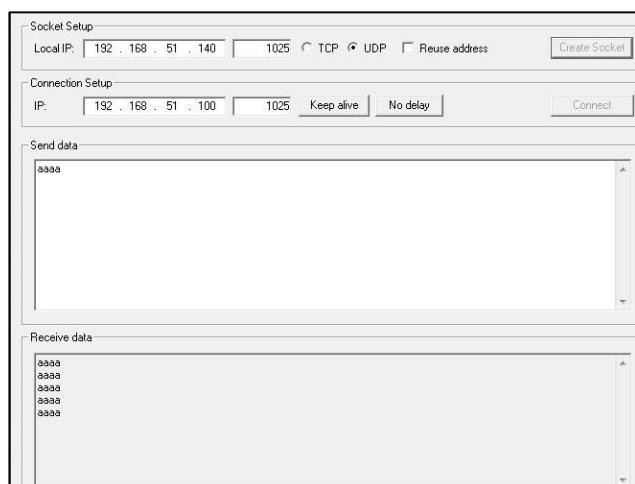 Socket Setup
Local IP: 192 . 168 . 51 . 140 1025 TCP UDP Reuse address Create Socket
Connection Setup
IP: 192 . 168 . 51 . 100 1025 Keep alive No delay Connect
Send data
aaaa
Receive data
aaaa
aaaa
aaaa
aaaa
aaaa